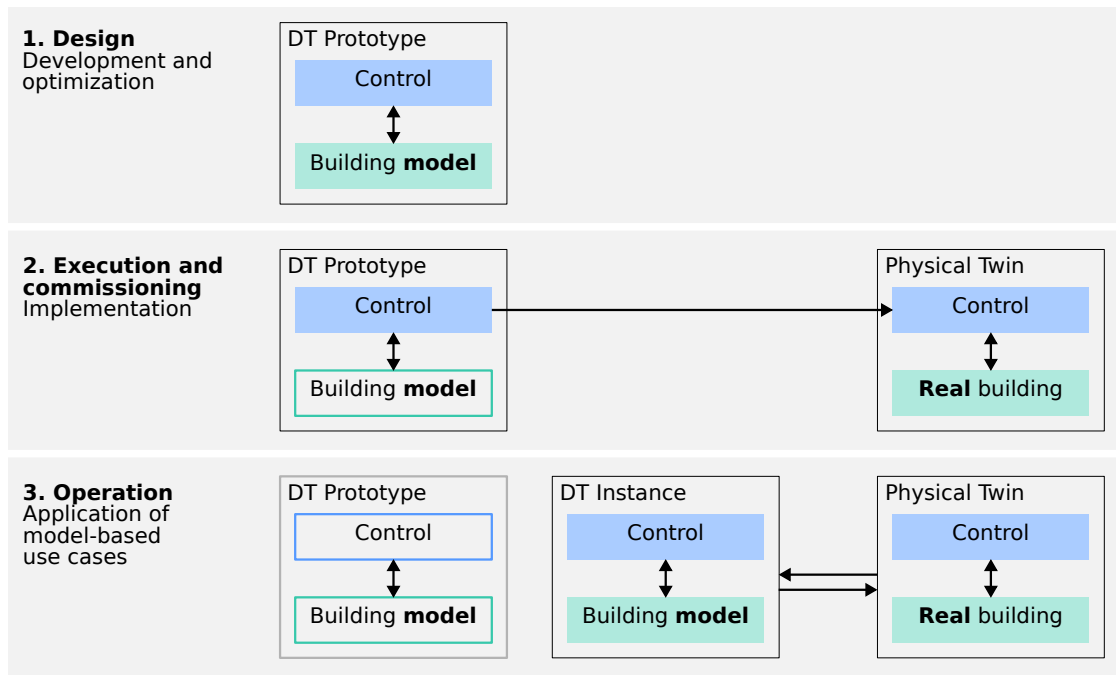 1. Design
Development and
optimization
DT Prototype
Control
Building model
2. Execution and
commissioning
Implementation
DT Prototype
Control
Building model
Physical Twin
Control
Real building
3. Operation
Application of
model-based
use cases
DT Prototype
Control
Building model
DT Instance
Control
Building model
Physical Twin
Control
Real building